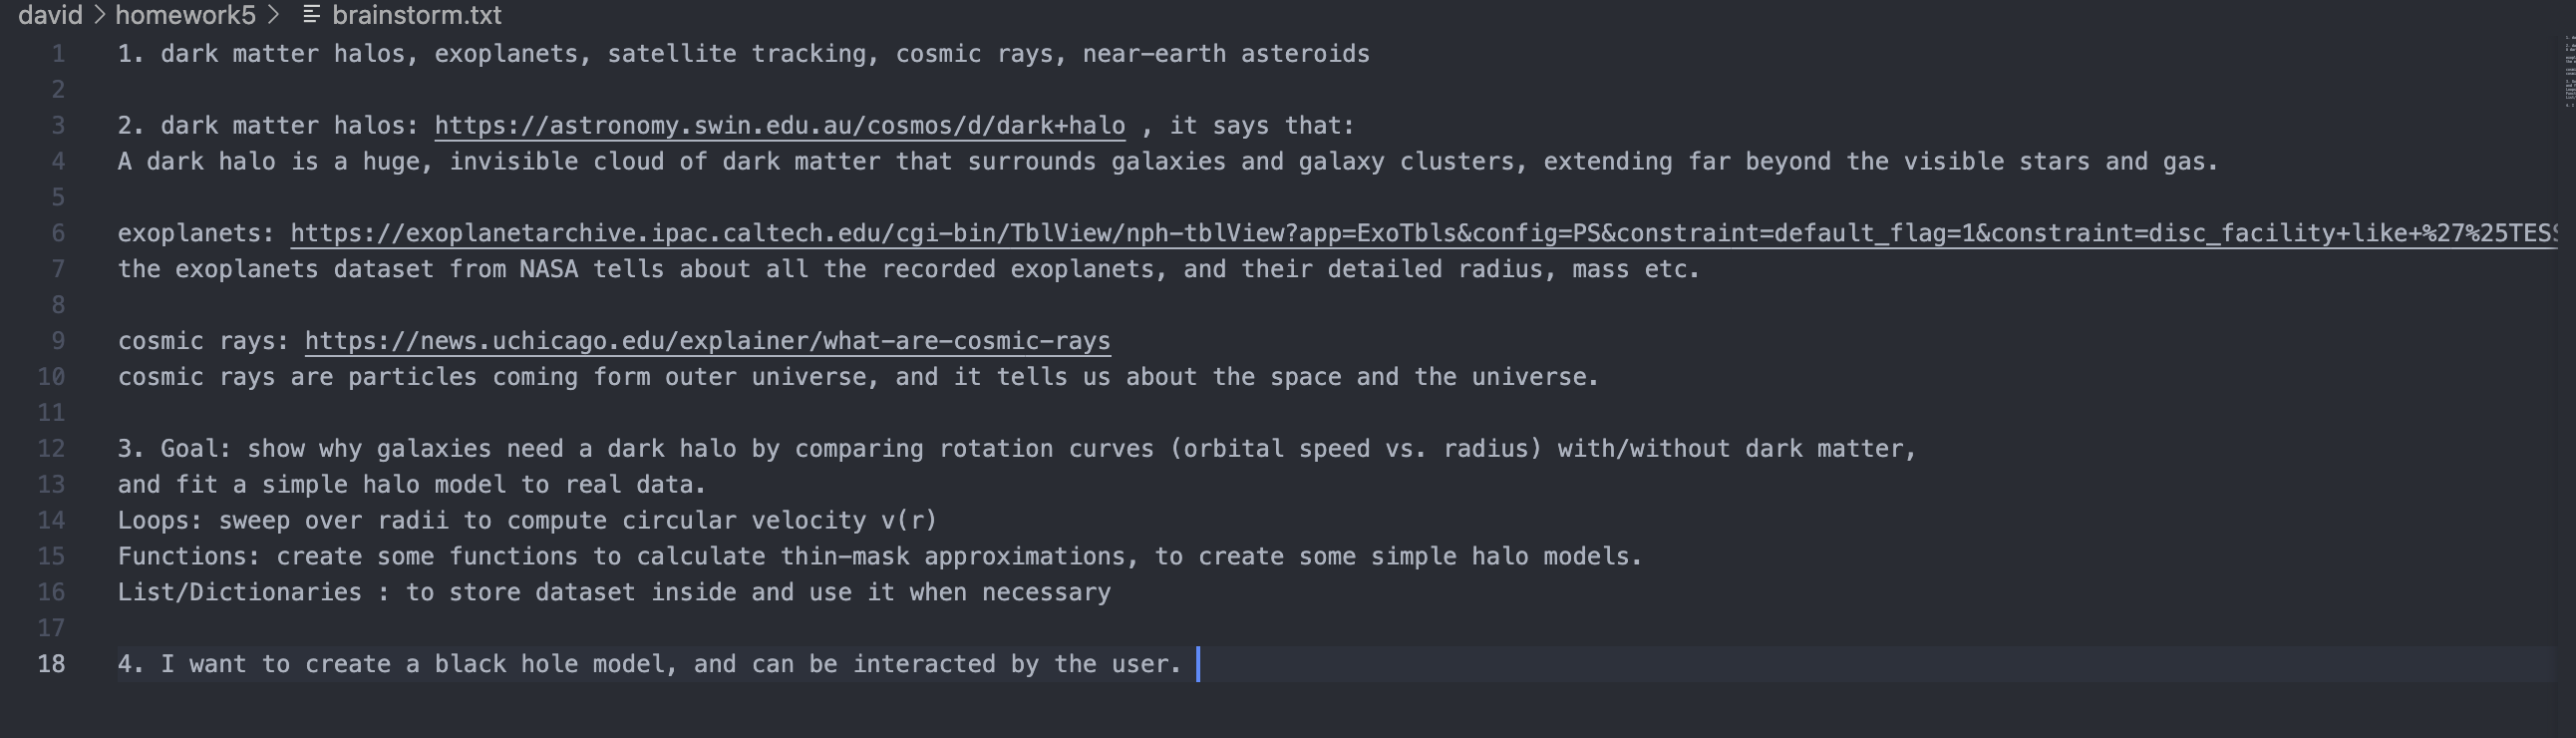 david > homework5 > brainstorm.txt
1 1. dark matter halos, exoplanets, satellite tracking, cosmic rays, near-earth asteroids
2
3 2. dark matter halos: https://astronomy.swin.edu.au/cosmos/d/dark+halo , it says that:
4 A dark halo is a huge, invisible cloud of dark matter that surrounds galaxies and galaxy clusters, extending far beyond the visible stars and gas.
5
6 exoplanets: https://exoplanetarchive.ipac.caltech.edu/cgi-bin/TblView/nph-tblView?app=ExoTbls&config=PS&constraint=default_flag=1&constraint=disc_facility+like+%27%25TESS
7 the exoplanets dataset from NASA tells about all the recorded exoplanets, and their detailed radius, mass etc.
8
9 cosmic rays: https://news.uchicago.edu/explainer/what-are-cosmic-rays
10 cosmic rays are particles coming form outer universe, and it tells us about the space and the universe.
11
12 3. Goal: show why galaxies need a dark halo by comparing rotation curves (orbital speed vs. radius) with/without dark matter,
13 and fit a simple halo model to real data.
14 Loops: sweep over radii to compute circular velocity v(r)
15 Functions: create some functions to calculate thin-mask approximations, to create some simple halo models.
16 List/Dictionaries : to store dataset inside and use it when necessary
17
18 4. I want to create a black hole model, and can be interacted by the user.